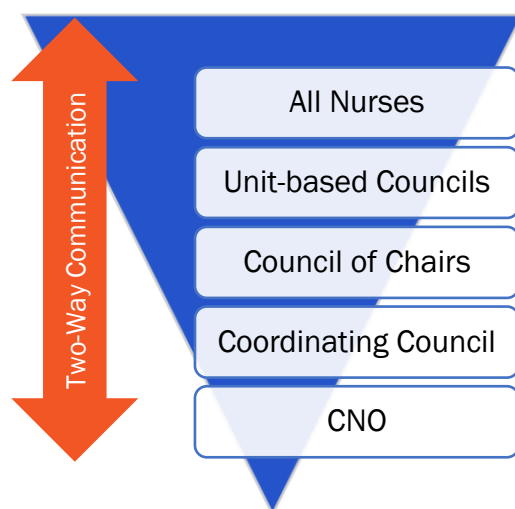 Two-Way Communication
All Nurses
Unit-based Councils
Council of Chairs
Coordinating Council
CNO